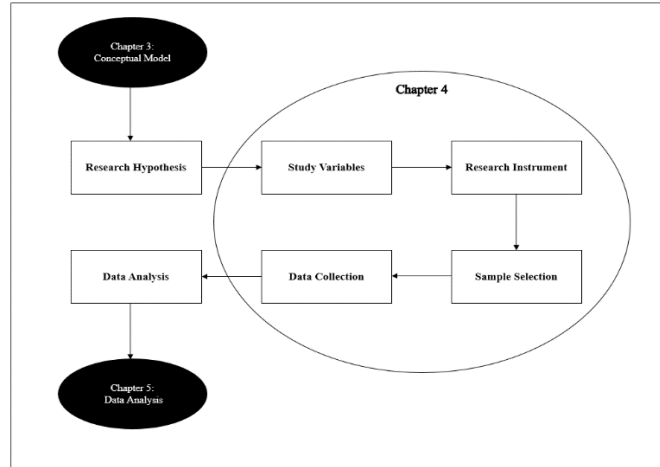 Chapter 3:
Conceptual Model
Chapter 4
Research Hypothesis
Study Variables
Research Instrument
Data Analysis
Data Collection
Sample Selection
Chapter 5:
Data Analysis